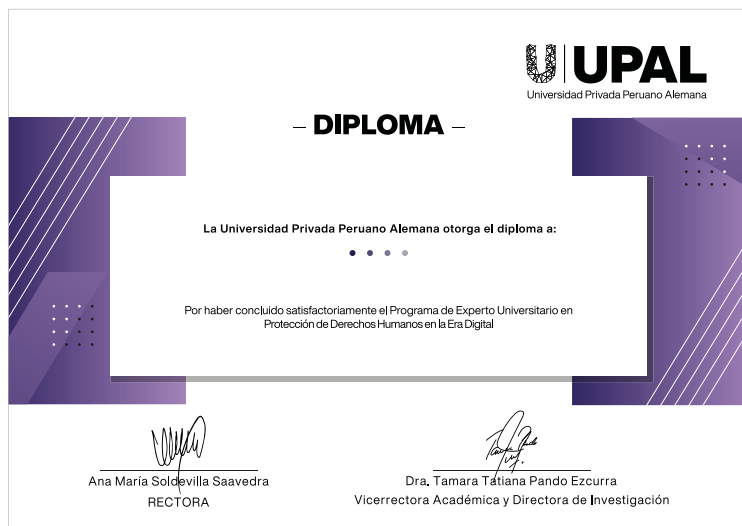 UPAL
Universidad Privada Peruano Alemana
– DIPLOMA –
La Universidad Privada Peruano Alemana otorga el diploma a:
Por haber concluido satisfactoriamente el Programa de Experto Universitario en
Protección de Derechos Humanos en la Era Digital
Ana María Soldevilla Saavedra
RECTORA
Dra. Tamara Tatiana Pando Ezcurra
Vicerrectora Académica y Directora de Investigación